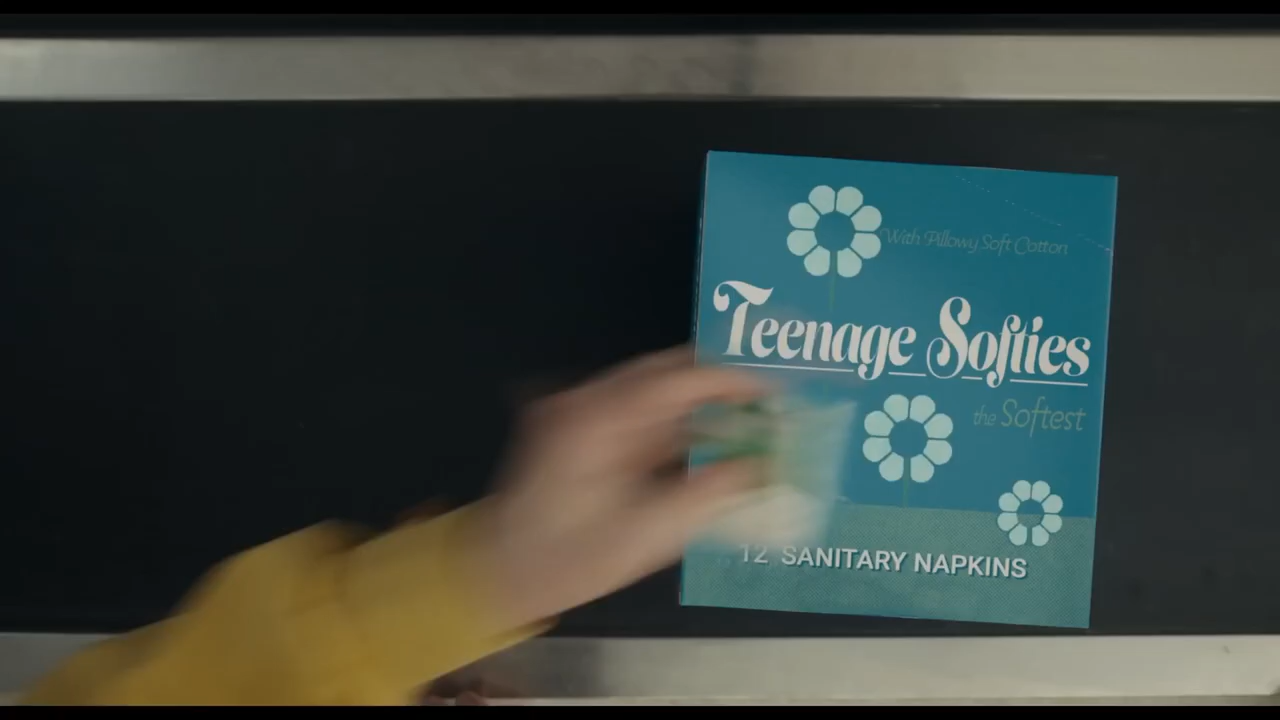 With Pillowy Soft Cotton
Teenage Softies
the Softest
12 SANITARY NAPKINS